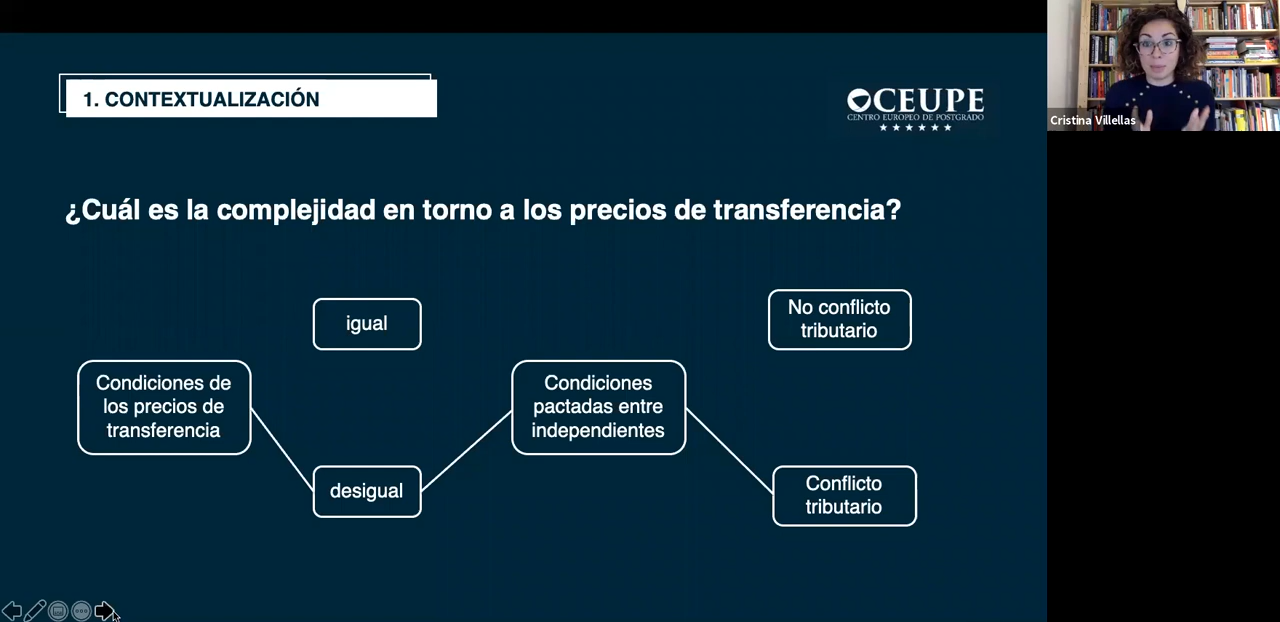 1. CONTEXTUALIZACIÓN
CEUPE
CENTRO EUROPEO DE POSTGRADO
Cristina Villellas
¿Cuál es la complejidad en torno a los precios de transferencia?
igual
No conflicto
tributario
Condiciones de
los precios de
transferencia
Condiciones
pactadas entre
independientes
desigual
Conflicto
tributario